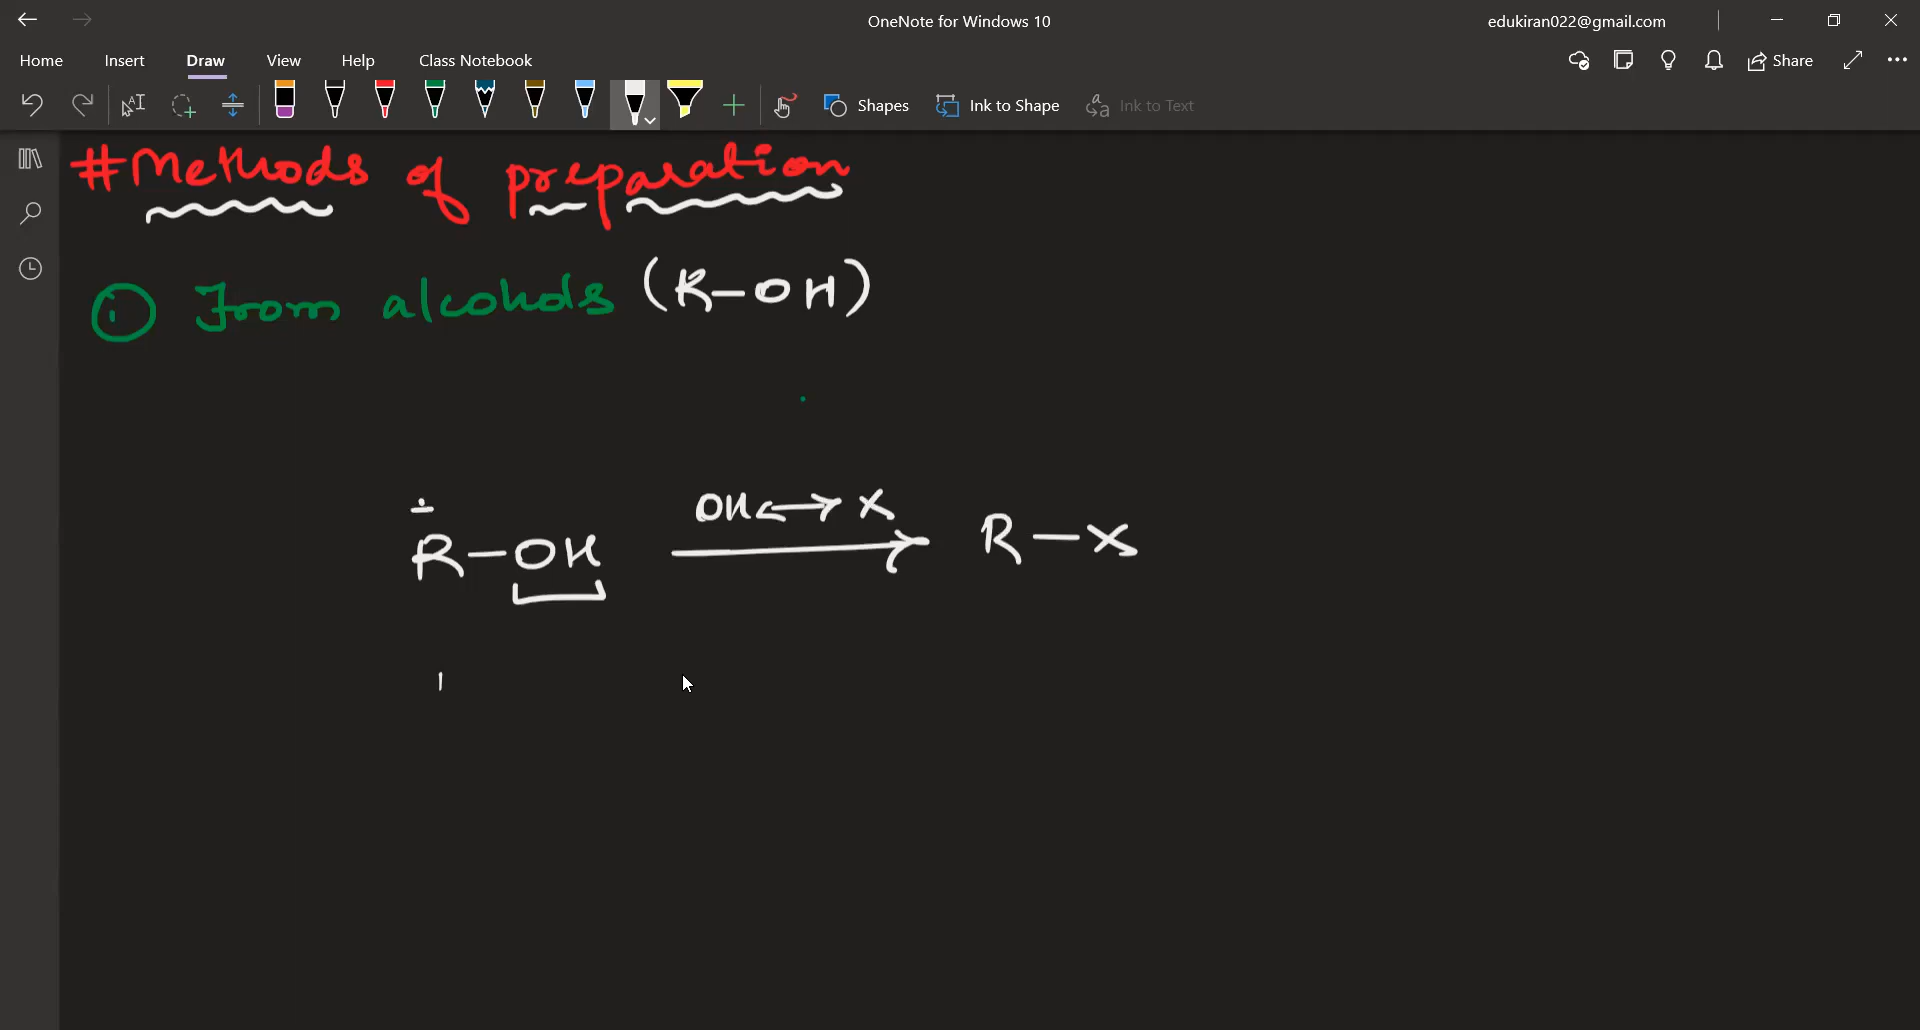 OneNote for Windows 10
edukiran022@gmail.com
Home Insert Draw View Help Class Notebook
Share
Shapes Ink to Shape Ink to Text
#Methods of preparation
① From alcohols (R-OH)
OH ↔ X
R-OH → R-X